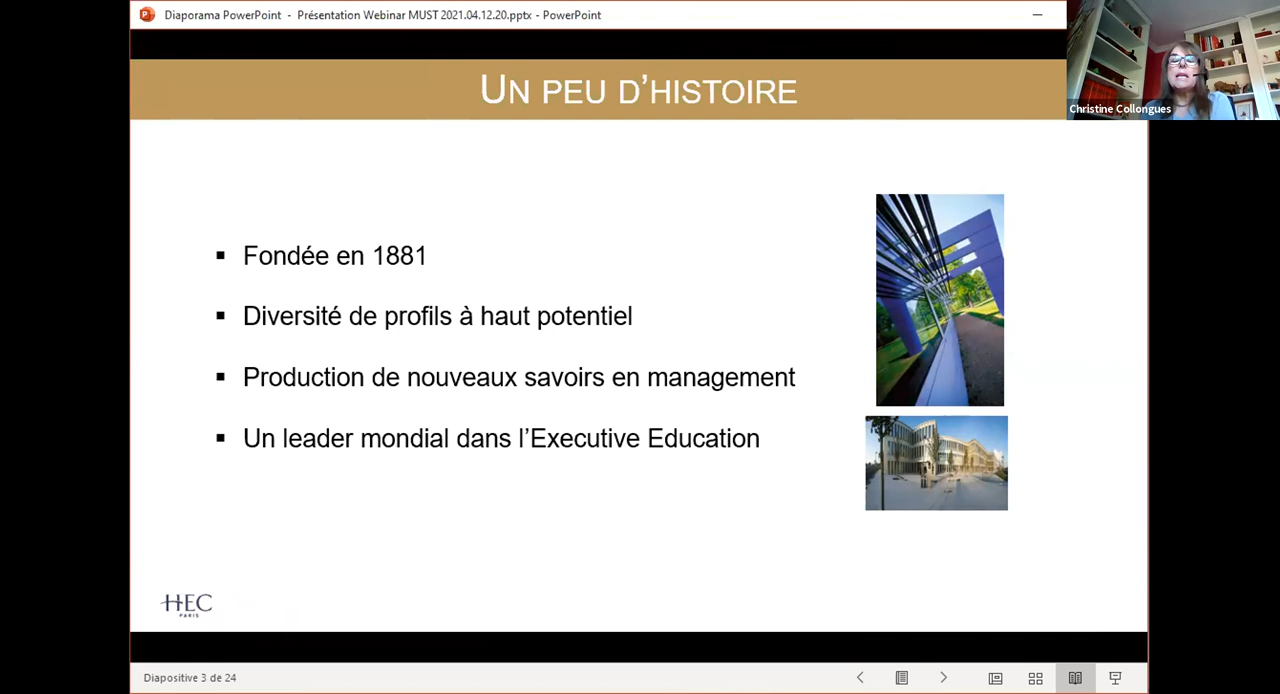 Diaporama PowerPoint - Présentation Webinar MUST 2021.04.12.20.pptx - PowerPoint
Christine Collongues
UN PEU D’HISTOIRE
▪ Fondée en 1881
▪ Diversité de profils à haut potentiel
▪ Production de nouveaux savoirs en management
▪ Un leader mondial dans l’Executive Education
HEC
PARIS
Diapositive 3 de 24